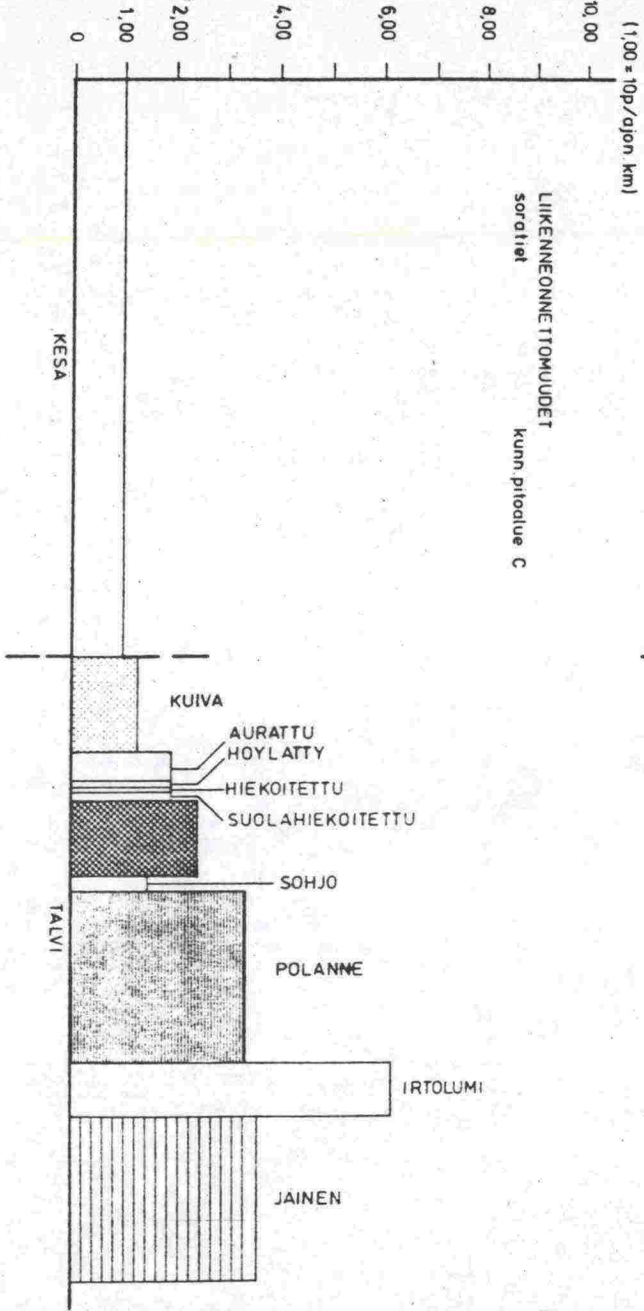 (1,00 = 10p/ajon.km)
10,00
8,00
6,00
4,00
2,00
1,00
0
LIIKENNEONNETTOMUUDET
soratiet kunn.pitoalue C
KESA
TALVI
KUIVA
AURATTU
HOYLATTY
HIEKOITETTU
SUOLAHIEKOITETTU
SOHJO
POLANNE
IRTOLUMI
JAINEN